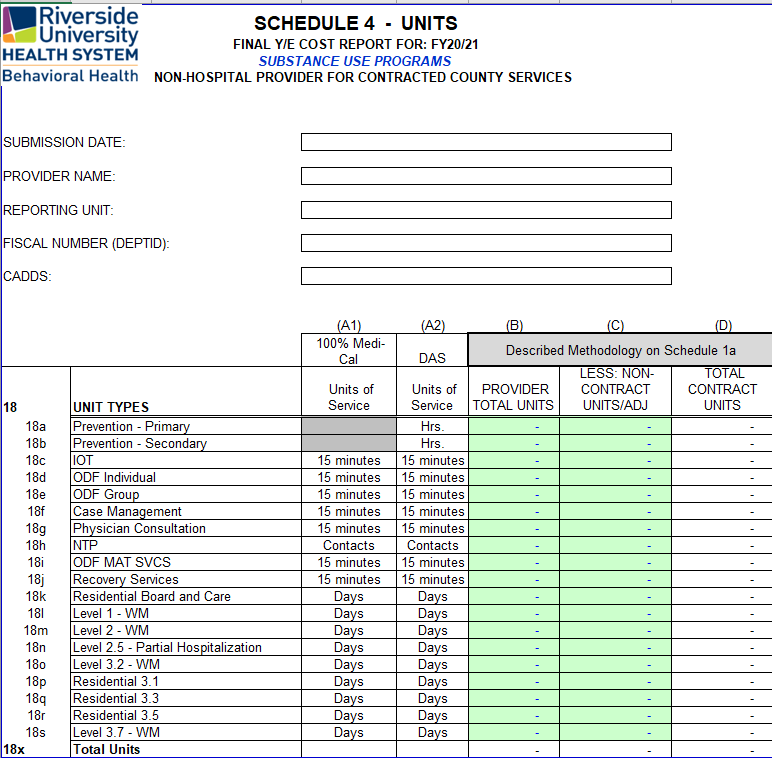 Riverside
University
HEALTH SYSTEM
Behavioral Health
SCHEDULE 4 - UNITS
FINAL Y/E COST REPORT FOR: FY20/21
SUBSTANCE USE PROGRAMS
NON-HOSPITAL PROVIDER FOR CONTRACTED COUNTY SERVICES
SUBMISSION DATE:
PROVIDER NAME:
REPORTING UNIT:
FISCAL NUMBER (DEPTID):
CADDS:
(A1) (A2) (B) (C) (D)
100% Medi-
Cal DAS Described Methodology on Schedule 1a
18 UNIT TYPES Units of
Service Units of
Service PROVIDER
TOTAL UNITS LESS: NON-
CONTRACT
UNITS/ADJ TOTAL
CONTRACT
UNITS
18a Prevention - Primary Hrs. - - -
18b Prevention - Secondary Hrs. - - -
18c IOT 15 minutes 15 minutes - - -
18d ODF Individual 15 minutes 15 minutes - - -
18e ODF Group 15 minutes 15 minutes - - -
18f Case Management 15 minutes 15 minutes - - -
18g Physician Consultation 15 minutes 15 minutes - - -
18h NTP Contacts Contacts - - -
18i ODF MAT SVCS 15 minutes 15 minutes - - -
18j Recovery Services 15 minutes 15 minutes - - -
18k Residential Board and Care Days Days - - -
18l Level 1 - WM Days Days - - -
18m Level 2 - WM Days Days - - -
18n Level 2.5 - Partial Hospitalization Days Days - - -
18o Level 3.2 - WM Days Days - - -
18p Residential 3.1 Days Days - - -
18q Residential 3.3 Days Days - - -
18r Residential 3.5 Days Days - - -
18s Level 3.7 - WM Days Days - - -
18x Total Units - - -